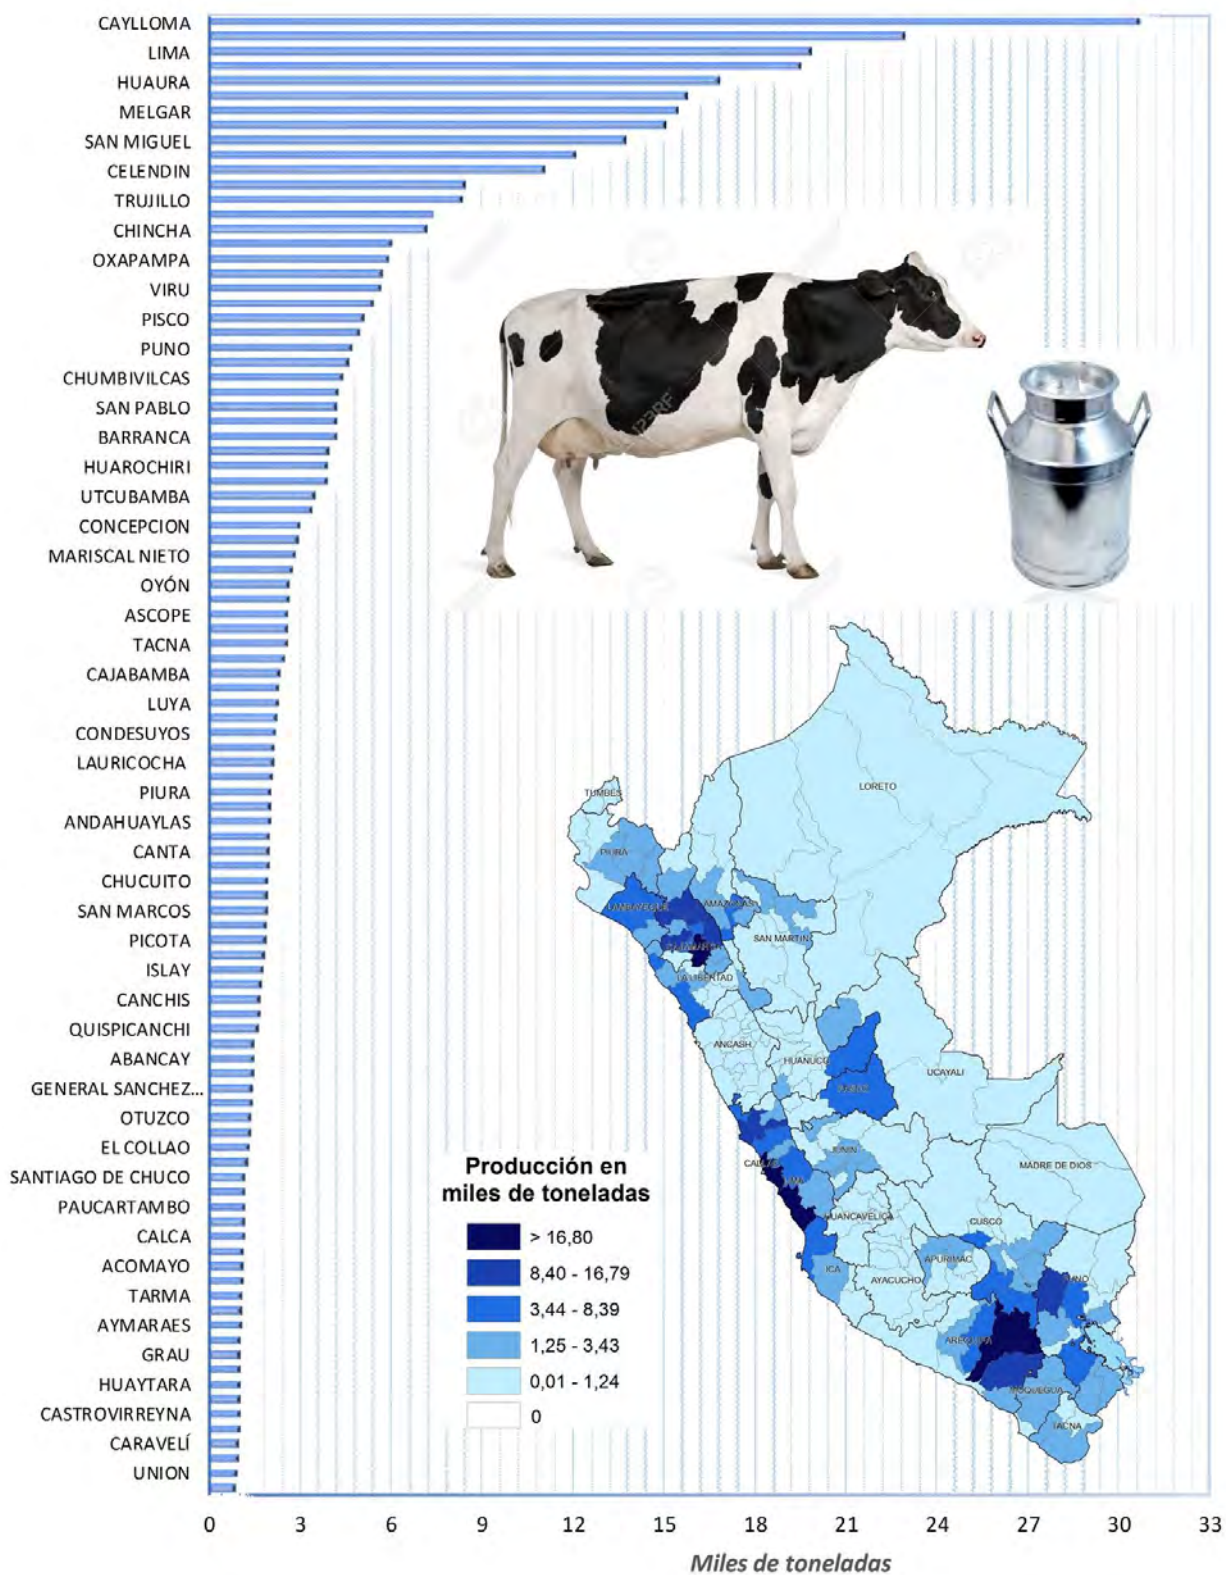 CAYLLOMA
LIMA
HUAURA
MELGAR
SAN MIGUEL
CELENDIN
TRUJILLO
CHINCHA
OXAPAMPA
VIRU
PISCO
PUNO
CHUMBIVILCAS
SAN PABLO
BARRANCA
HUAROCHIRI
UTCUBAMBA
CONCEPCION
MARISCAL NIETO
OYÓN
ASCOPE
TACNA
CAJABAMBA
LUYA
CONDESUYOS
LAURICOCHA
PIURA
ANDAHUAYLAS
CANTA
CHUCUITO
SAN MARCOS
PICOTA
ISLAY
CANCHIS
QUISPICANCHI
ABANCAY
GENERAL SANCHEZ...
OTUZCO
EL COLLAO
SANTIAGO DE CHUCO
PAUCARTAMBO
CALCA
ACOMAYO
TARMA
AYMARAES
GRAU
HUAYTARA
CASTROVIRREYNA
CARAVELÍ
UNION
0 3 6 9 12 15 18 21 24 27 30 33
Miles de toneladas
123RF
TUMBES
LORETO
PIURA
LAMBAYEQUE
AMAZONAS
CAJAMARCA
SAN MARTIN
LA LIBERTAD
ANCASH
HUANUCO
UCAYALI
PASCO
JUNIN
CALLAO
LIMA
MADRE DE DIOS
HUANCAVELICA
CUSCO
ICA
APURIMAC
AYACUCHO
PUNO
AREQUIPA
MOQUEGUA
TACNA
Producción en
miles de toneladas
> 16,80
8,40 - 16,79
3,44 - 8,39
1,25 - 3,43
0,01 - 1,24
0